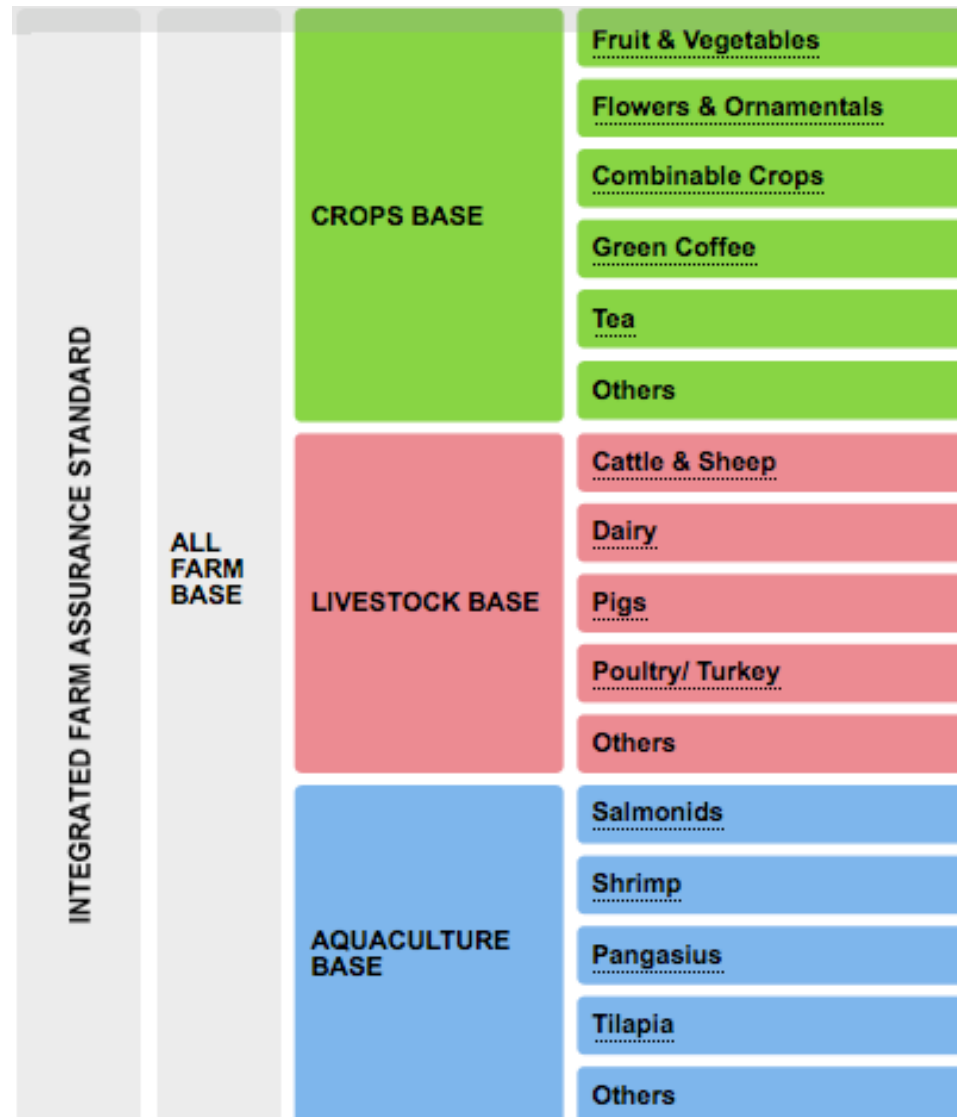 INTEGRATED FARM ASSURANCE STANDARD
ALL
FARM
BASE
CROPS BASE
Fruit & Vegetables
Flowers & Ornamentals
Combinable Crops
Green Coffee
Tea
Others
LIVESTOCK BASE
Cattle & Sheep
Dairy
Pigs
Poultry/ Turkey
Others
AQUACULTURE
BASE
Salmonids
Shrimp
Pangasius
Tilapia
Others